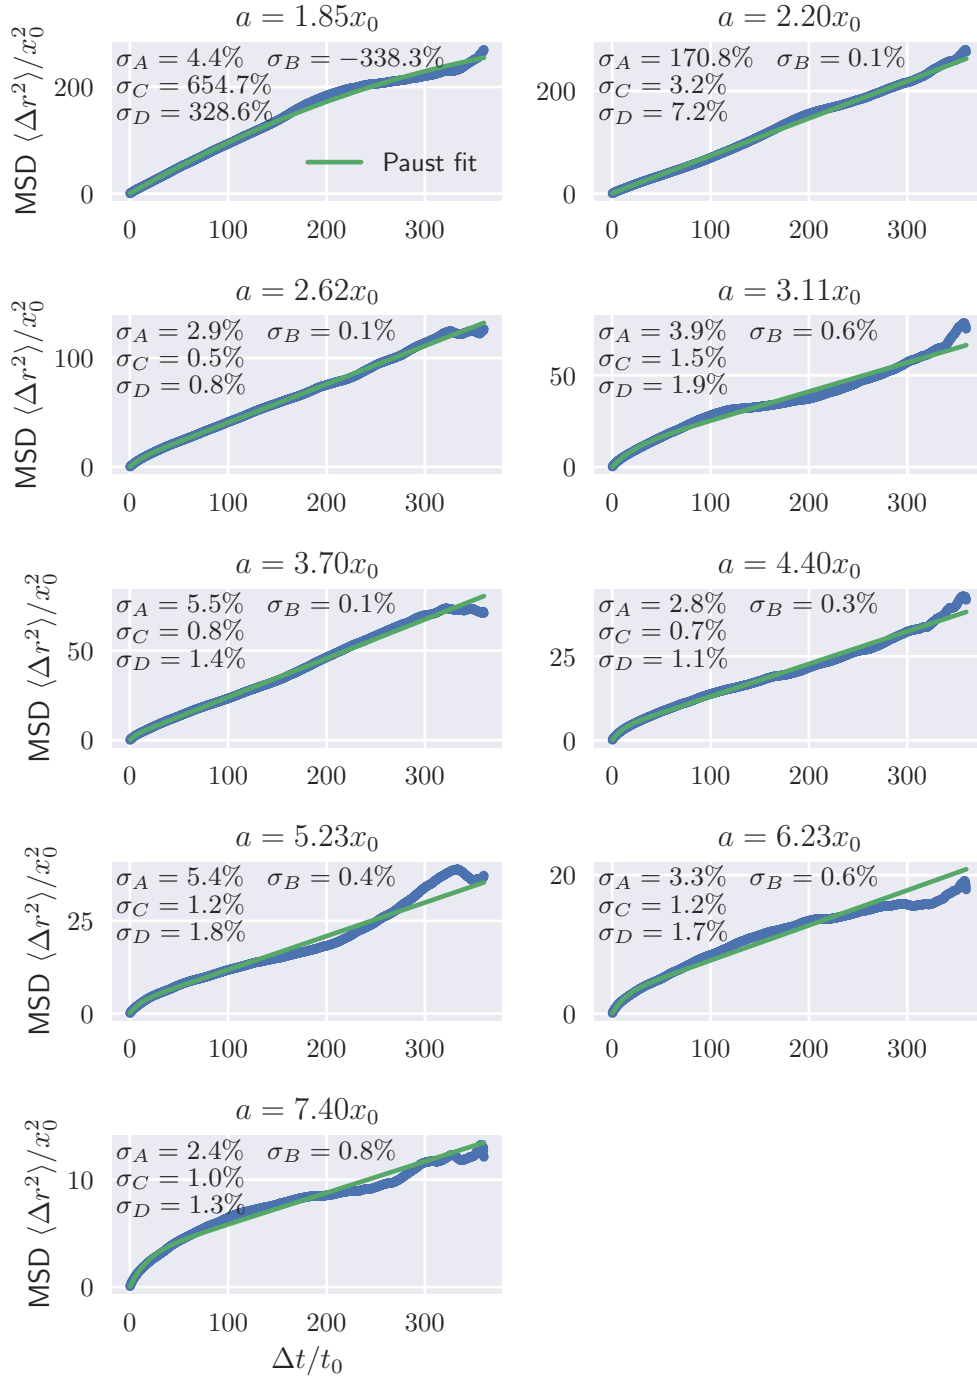 a = 1.85x₀
MSD ⟨Δr²⟩/x₀²
σ_A = 4.4% σ_B = −338.3%
σ_C = 654.7%
σ_D = 328.6%
Paust fit
200
0
0 100 200 300
a = 2.20x₀
σ_A = 170.8% σ_B = 0.1%
σ_C = 3.2%
σ_D = 7.2%
200
0
0 100 200 300
a = 2.62x₀
MSD ⟨Δr²⟩/x₀²
σ_A = 2.9% σ_B = 0.1%
σ_C = 0.5%
σ_D = 0.8%
100
0
0 100 200 300
a = 3.11x₀
σ_A = 3.9% σ_B = 0.6%
σ_C = 1.5%
σ_D = 1.9%
50
0
0 100 200 300
a = 3.70x₀
MSD ⟨Δr²⟩/x₀²
σ_A = 5.5% σ_B = 0.1%
σ_C = 0.8%
σ_D = 1.4%
50
0
0 100 200 300
a = 4.40x₀
σ_A = 2.8% σ_B = 0.3%
σ_C = 0.7%
σ_D = 1.1%
25
0
0 100 200 300
a = 5.23x₀
MSD ⟨Δr²⟩/x₀²
σ_A = 5.4% σ_B = 0.4%
σ_C = 1.2%
σ_D = 1.8%
25
0
0 100 200 300
a = 6.23x₀
σ_A = 3.3% σ_B = 0.6%
σ_C = 1.2%
σ_D = 1.7%
20
0
0 100 200 300
a = 7.40x₀
MSD ⟨Δr²⟩/x₀²
σ_A = 2.4% σ_B = 0.8%
σ_C = 1.0%
σ_D = 1.3%
10
0
0 100 200 300
Δt/t₀